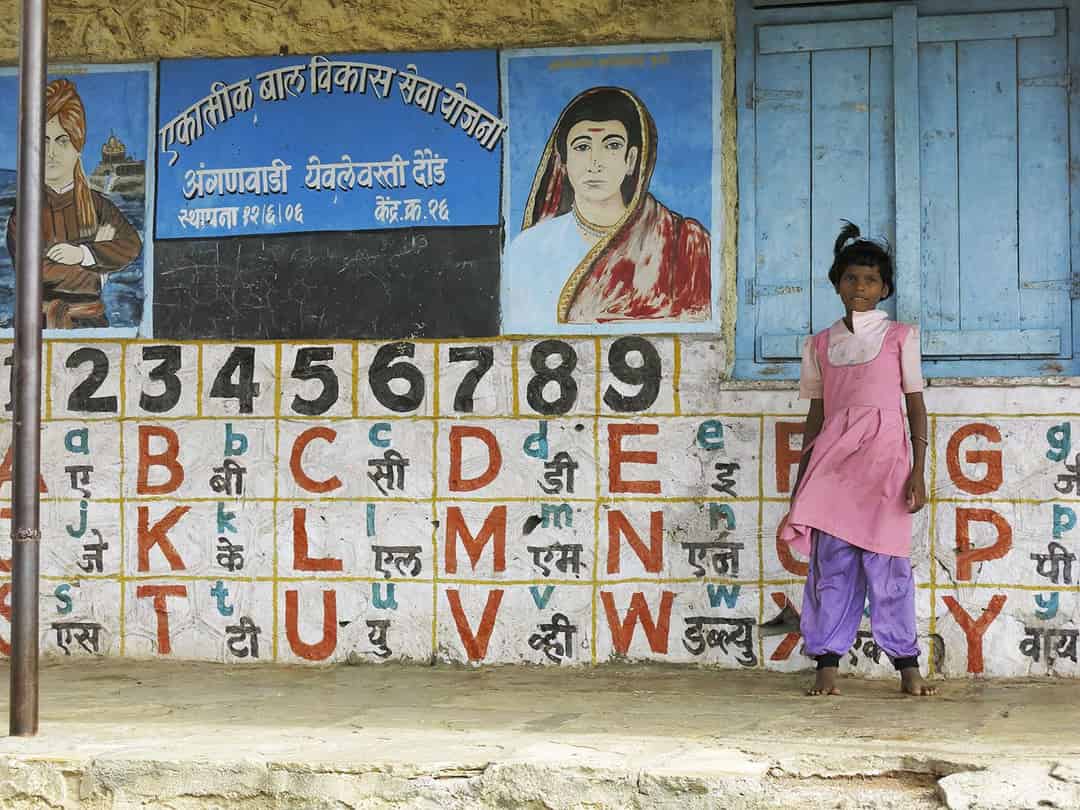 एकात्मीक बाल विकास सेवा योजना
अंगणवाडी येवलेवस्ती दौंड
स्थापना १२/६/०६ केंद्र.क्र.२६
1 2 3 4 5 6 7 8 9
A a ए B b बी C c सी D d डी E e इ F G g जी
J j जे K k के L l एल M m एम N n एन O P p पी
S s एस T t टी U u यु V v व्ही W w डब्ल्यु X Y y वाय